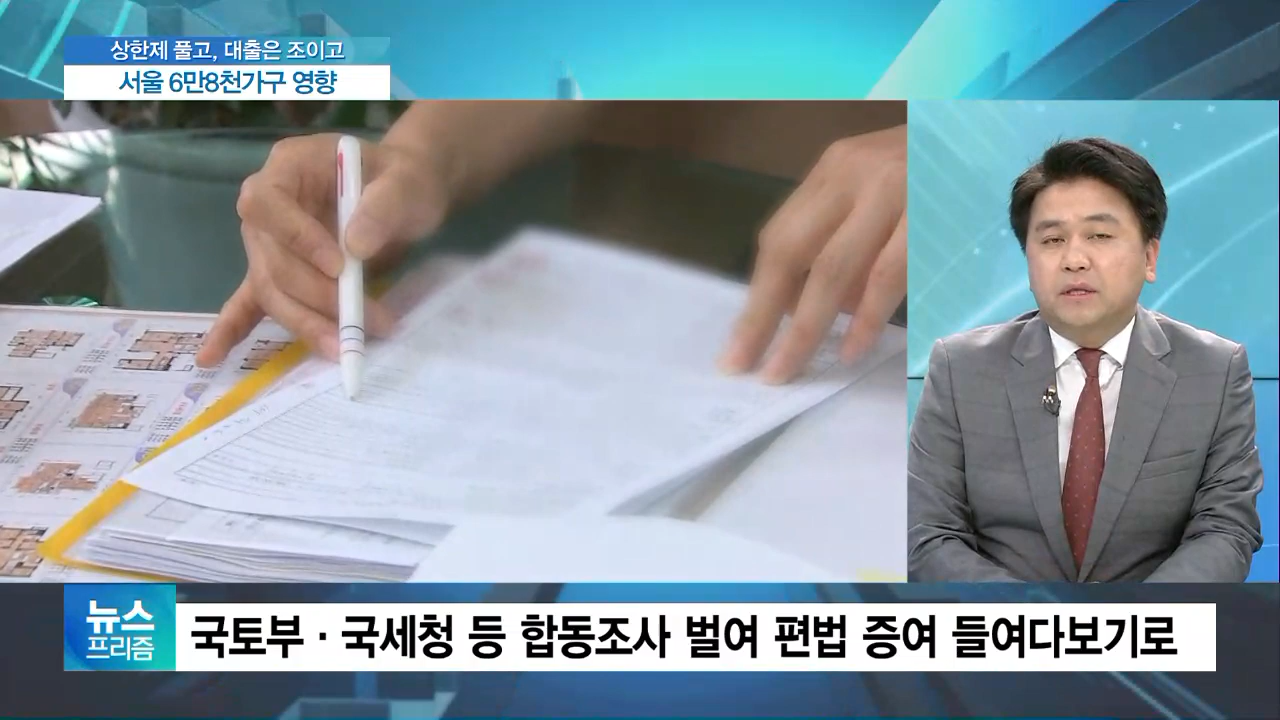 상한제 풀고, 대출은 조이고
서울 6만8천가구 영향
뉴스
프리즘
국토부·국세청 등 합동조사 벌여 편법 증여 들여다보기로